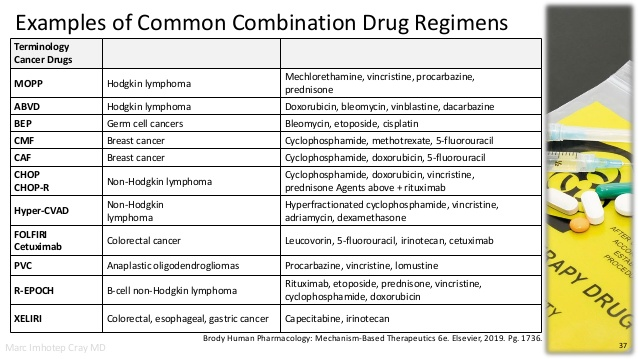 Examples of Common Combination Drug Regimens
Terminology
Cancer Drugs
MOPP Hodgkin lymphoma Mechlorethamine, vincristine, procarbazine,
prednisone
ABVD Hodgkin lymphoma Doxorubicin, bleomycin, vinblastine, dacarbazine
BEP Germ cell cancers Bleomycin, etoposide, cisplatin
CMF Breast cancer Cyclophosphamide, methotrexate, 5-fluorouracil
CAF Breast cancer Cyclophosphamide, doxorubicin, 5-fluorouracil
CHOP
CHOP-R
Non-Hodgkin lymphoma
Cyclophosphamide, doxorubicin, vincristine,
prednisone Agents above + rituximab
Hyper-CVAD
Non-Hodgkin
lymphoma
Hyperfractionated cyclophosphamide, vincristine,
adriamycin, dexamethasone
FOLFIRI
Cetuximab
Colorectal cancer
Leucovorin, 5-fluorouracil, irinotecan, cetuximab
PVC Anaplastic oligodendrogliomas Procarbazine, vincristine, lomustine
R-EPOCH B-cell non-Hodgkin lymphoma
Rituximab, etoposide, prednisone, vincristine,
cyclophosphamide, doxorubicin
XELIRI Colorectal, esophageal, gastric cancer Capecitabine, irinotecan
Brody Human Pharmacology: Mechanism-Based Therapeutics 6e. Elsevier, 2019. Pg. 1736.
Marc Imhotep Cray MD
37
AFTER
ACCO
ESTA
PROCED
RAPY DRUG